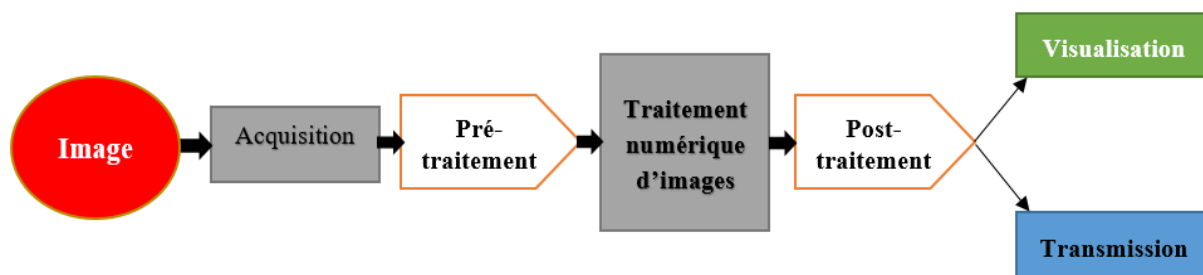 Image
Acquisition
Pré-
traitement
Traitement
numérique
d’images
Post-
traitement
Visualisation
Transmission